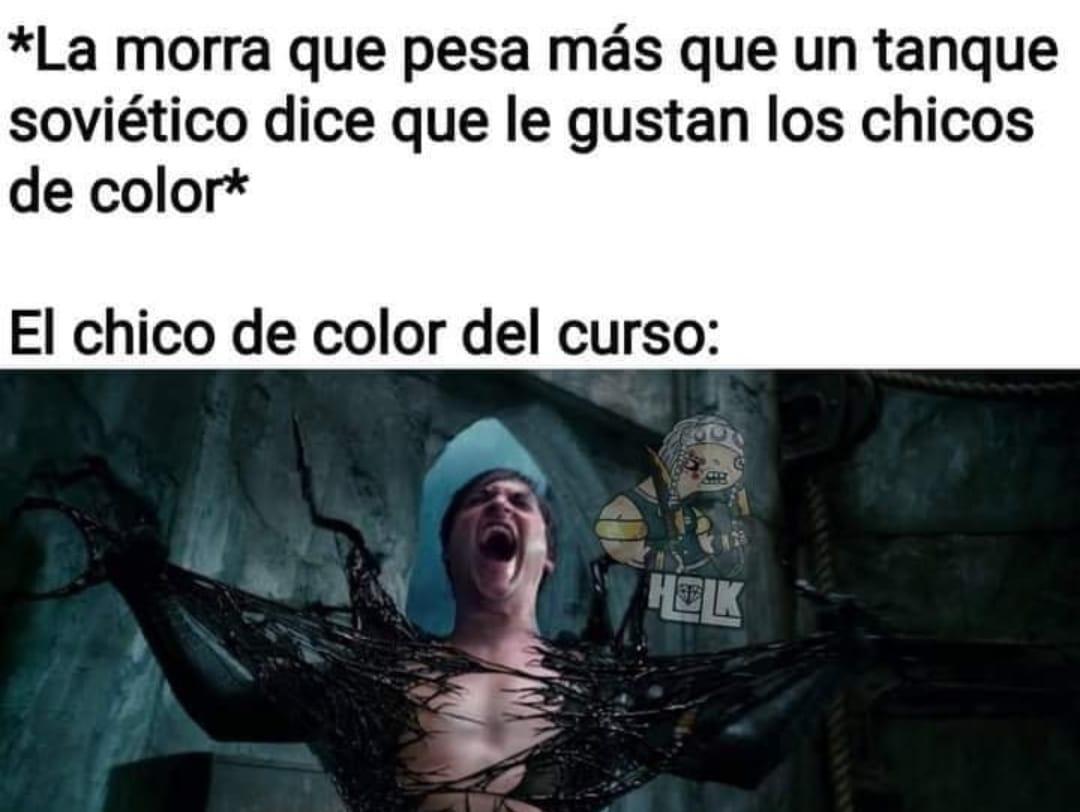 *La morra que pesa más que un tanque
soviético dice que le gustan los chicos
de color*
El chico de color del curso:
HOLK